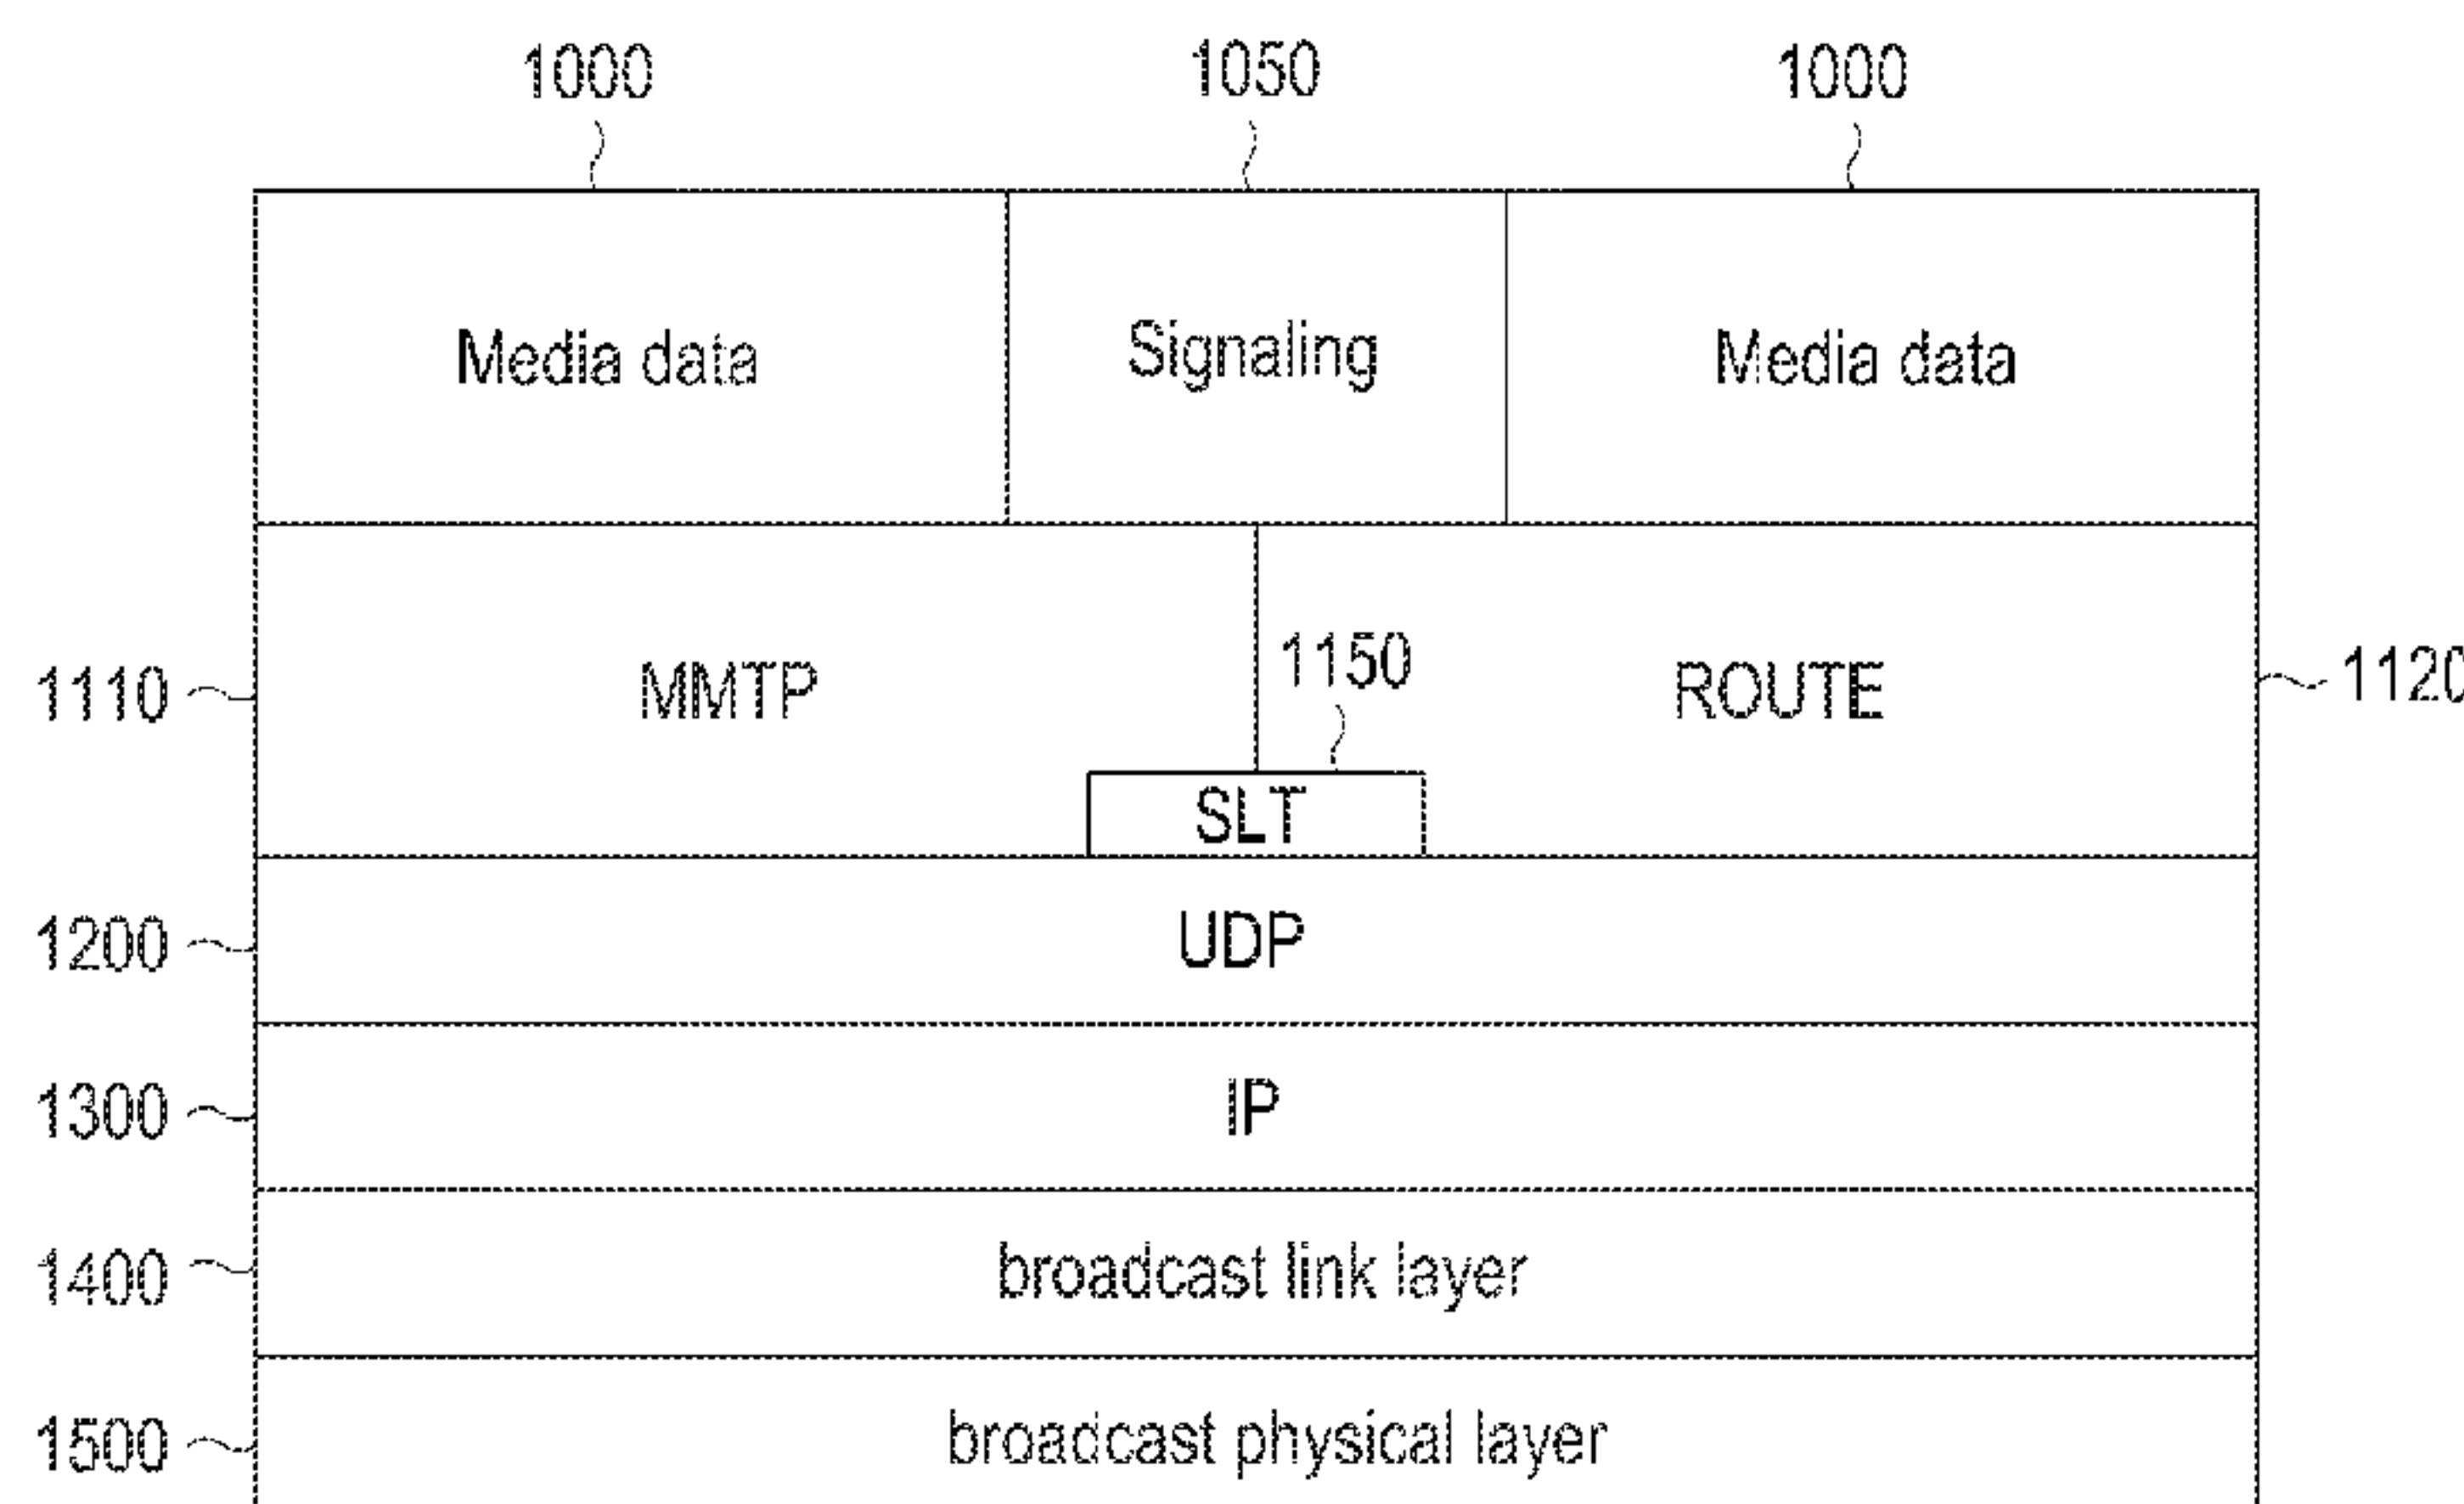 1000 1050 1000
Media data Signaling Media data
1150
1110 MMTP ROUTE 1120
SLT
1200 UDP
1300 IP
1400 broadcast link layer
1500 broadcast physical layer